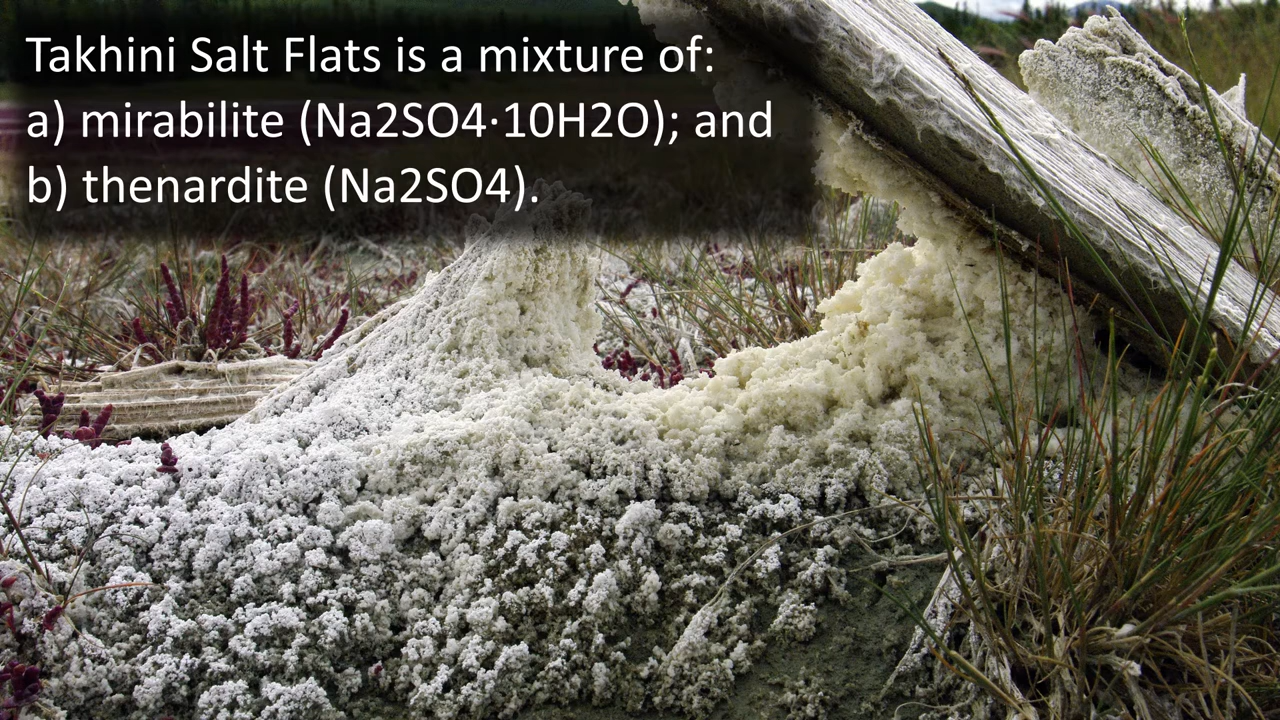 Takhini Salt Flats is a mixture of:
a) mirabilite (Na2SO4·10H2O); and
b) thenardite (Na2SO4).